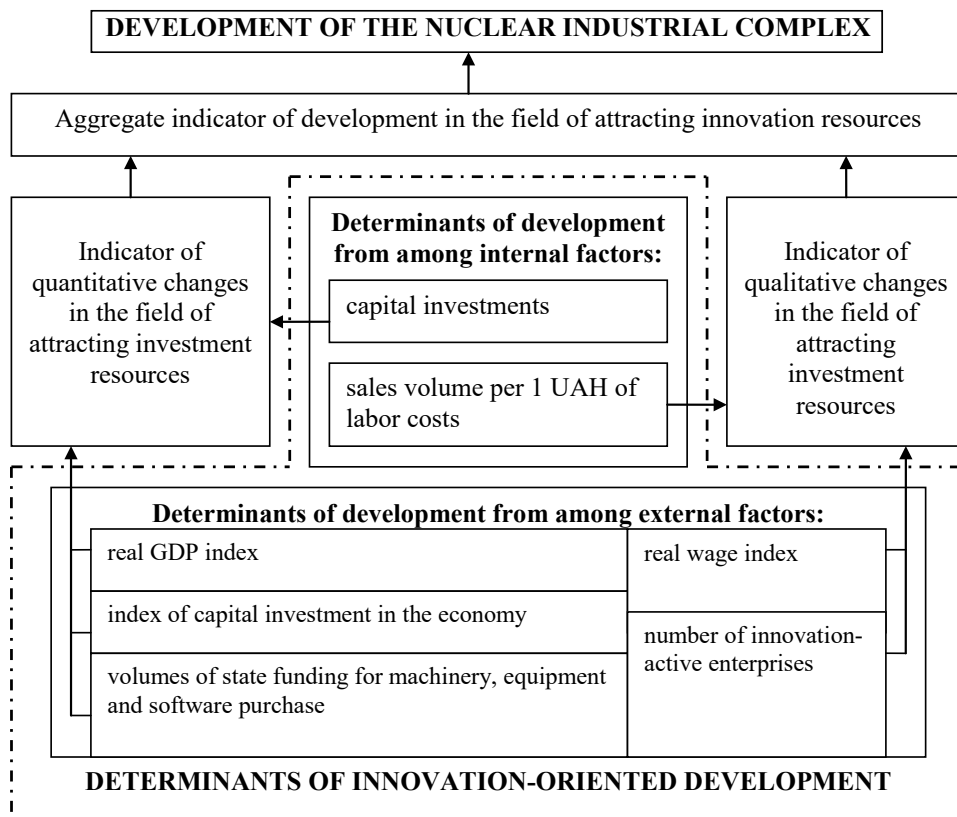 DEVELOPMENT OF THE NUCLEAR INDUSTRIAL COMPLEX
Aggregate indicator of development in the field of attracting innovation resources
Indicator of
quantitative changes
in the field of
attracting investment
resources
Determinants of development
from among internal factors:
capital investments
sales volume per 1 UAH of
labor costs
Indicator of
qualitative changes
in the field of
attracting
investment
resources
Determinants of development from among external factors:
real GDP index
index of capital investment in the economy
volumes of state funding for machinery, equipment
and software purchase
real wage index
number of innovation-
active enterprises
DETERMINANTS OF INNOVATION-ORIENTED DEVELOPMENT